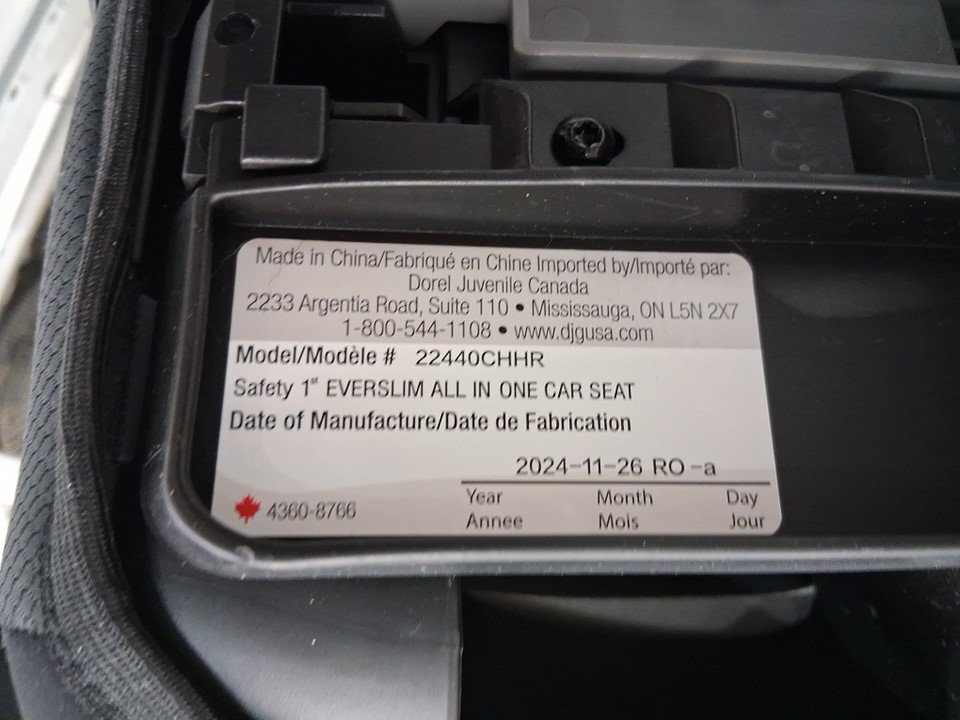 Made in China/Fabriqué en Chine Imported by/Importé par:
Dorel Juvenile Canada
2233 Argentia Road, Suite 110 • Mississauga, ON L5N 2X7
1-800-544-1108 • www.djgusa.com
Model/Modèle # 22440CHHR
Safety 1st EVERSLIM ALL IN ONE CAR SEAT
Date of Manufacture/Date de Fabrication
2024-11-26 RO-a
Year Month Day
4360-8766 Annee Mois Jour